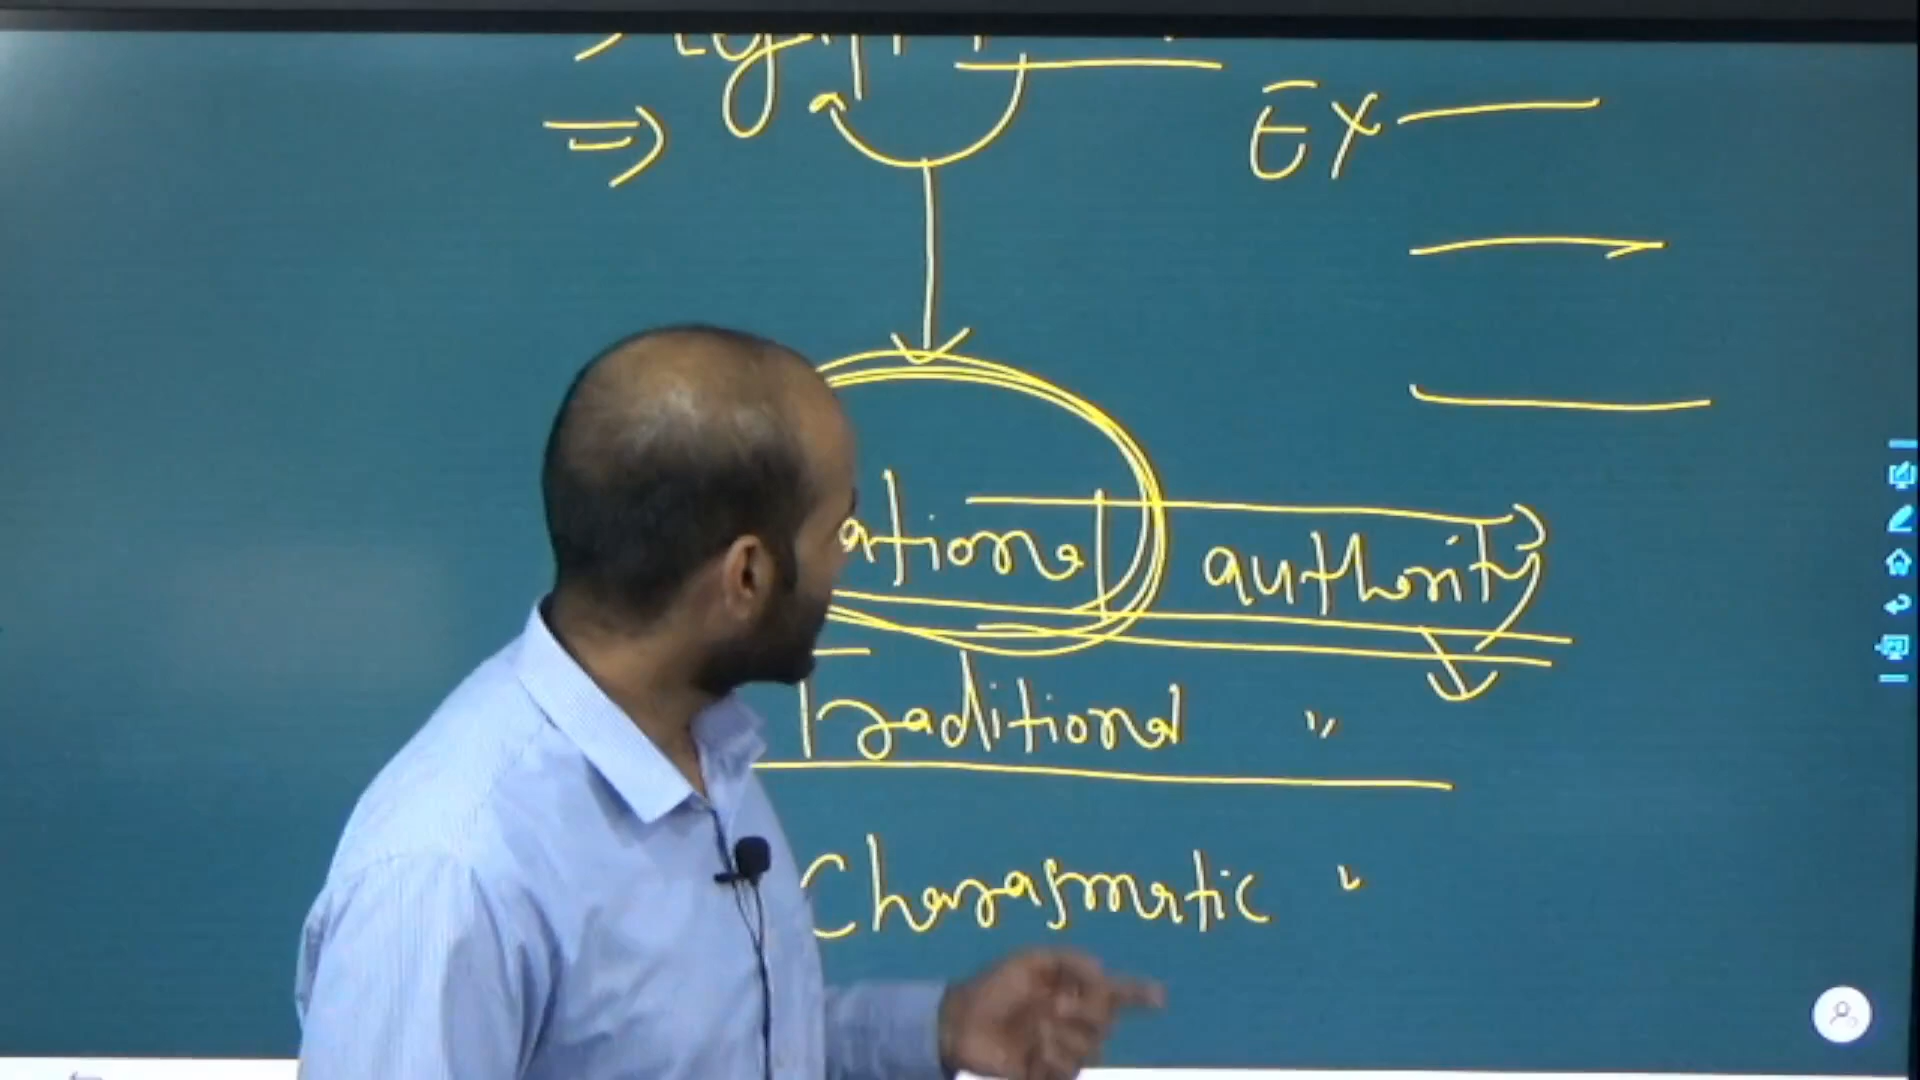 EX
ational authority
Traditional "
Charasmatic "